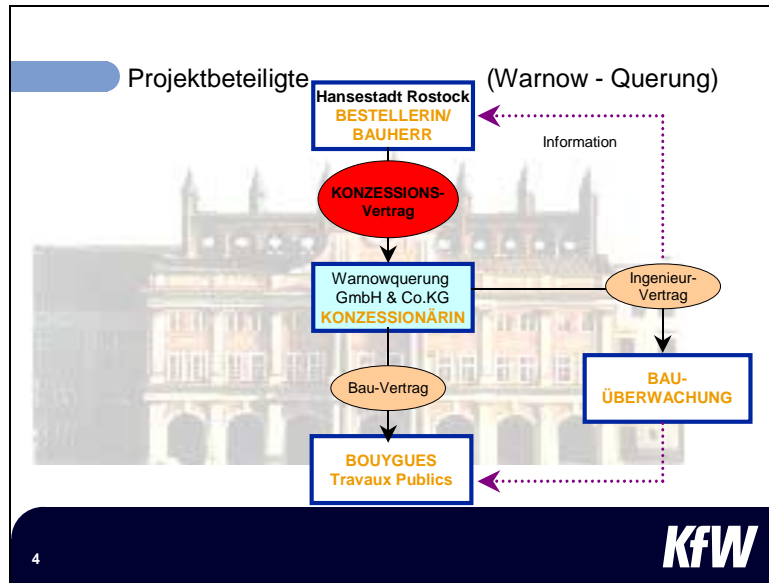 Projektbeteiligte (Warnow - Querung)
Hansestadt Rostock
BESTELLERIN/
BAUHERR
Information
KONZESSIONS-
Vertrag
Warnowquerung
GmbH & Co.KG
KONZESSIONÄRIN
Ingenieur-
Vertrag
Bau-Vertrag
BAU-
ÜBERWACHUNG
BOUYGUES
Travaux Publics
4
KfW